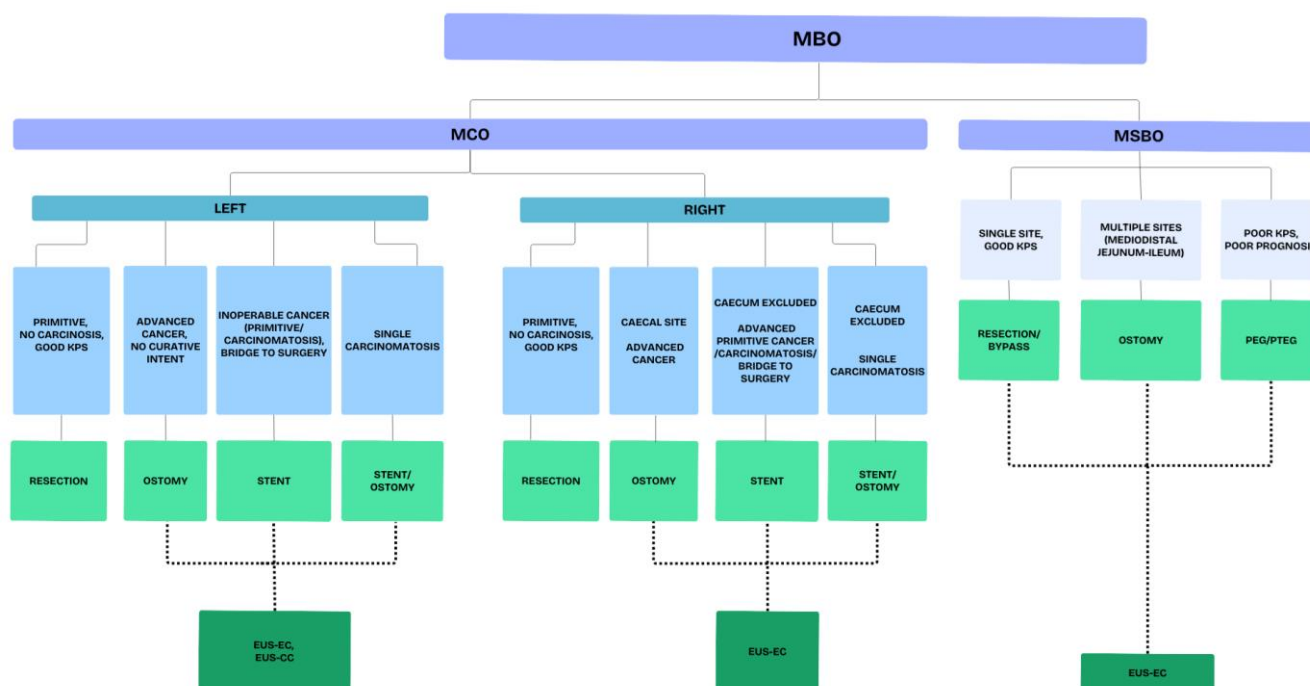 MBO
MCO
MSBO
LEFT
RIGHT
SINGLE SITE,
GOOD KPS
MULTIPLE SITES
(MEDIODISTAL
JEJUNUM-ILEUM)
POOR KPS,
POOR PROGNOSIS
PRIMITIVE,
NO CARCINOSIS,
GOOD KPS
ADVANCED
CANCER,
NO CURATIVE
INTENT
INOPERABLE CANCER
(PRIMITIVE/
CARCINOMATOSIS),
BRIDGE TO SURGERY
SINGLE
CARCINOMATOSIS
PRIMITIVE,
NO CARCINOSIS,
GOOD KPS
CAECAL SITE
ADVANCED
CANCER
CAECUM EXCLUDED
ADVANCED
PRIMITIVE CANCER
/CARCINOMATOSIS/
BRIDGE TO
SURGERY
CAECUM
EXCLUDED
SINGLE
CARCINOMATOSIS
RESECTION/
BYPASS
OSTOMY
PEG/PTEG
RESECTION
OSTOMY
STENT
STENT/
OSTOMY
RESECTION
OSTOMY
STENT
STENT/
OSTOMY
EUS-EC,
EUS-CC
EUS-EC
EUS-EC